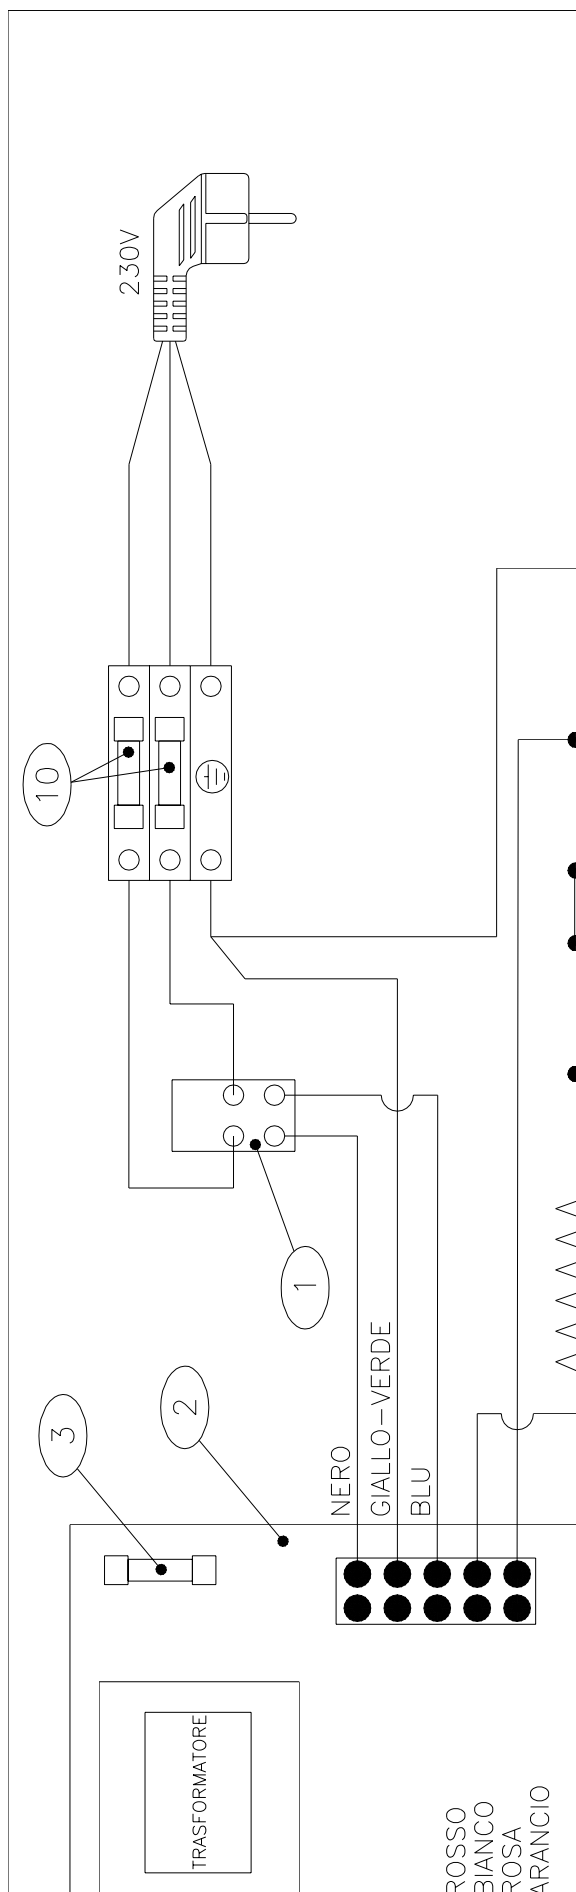 230V
10
1
2
3
NERO
GIALLO-VERDE
BLU
TRASFORMATORE
ROSSO
BIANCO
ROSA
ARANCIO